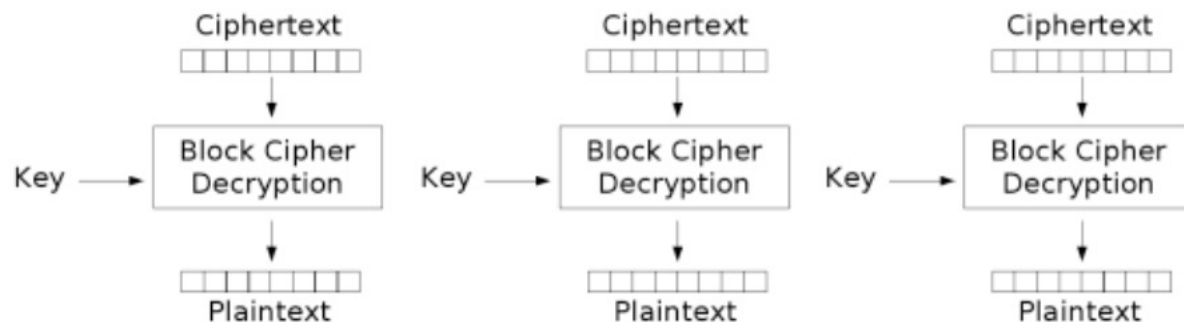 Ciphertext
Ciphertext
Ciphertext
Key
Block Cipher
Decryption
Key
Block Cipher
Decryption
Key
Block Cipher
Decryption
Plaintext
Plaintext
Plaintext